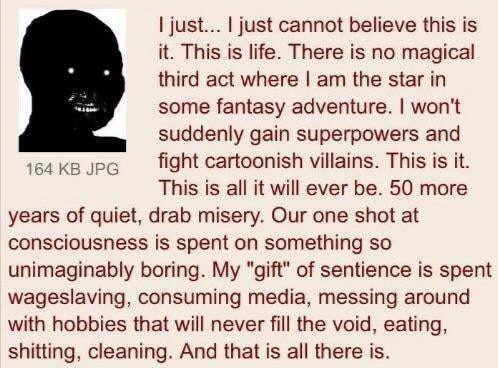 I just... I just cannot believe this is
it. This is life. There is no magical
third act where I am the star in
some fantasy adventure. I won't
suddenly gain superpowers and
fight cartoonish villains. This is it.
This is all it will ever be. 50 more
164 KB JPG
years of quiet, drab misery. Our one shot at
consciousness is spent on something so
unimaginably boring. My "gift" of sentience is spent
wageslaving, consuming media, messing around
with hobbies that will never fill the void, eating,
shitting, cleaning. And that is all there is.